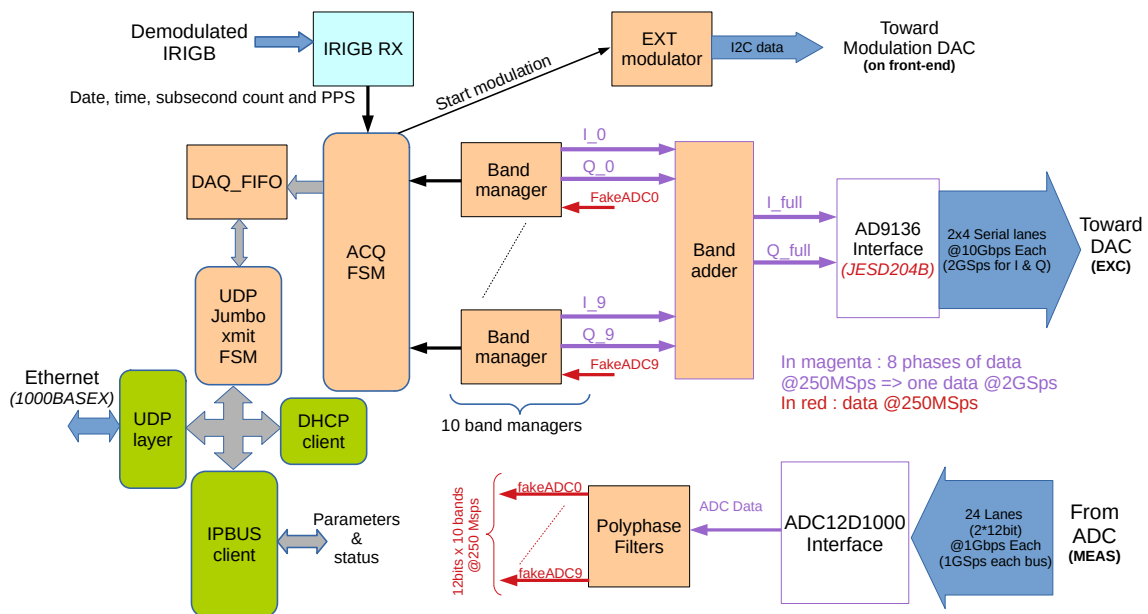 Demodulated
IRIGB
IRIGB RX
EXT
modulator
I2C data
Toward
Modulation DAC
(on front-end)
Date, time, subsecond count and PPS
Start modulation
DAQ_FIFO
ACQ
FSM
Band
manager
I_0
Q_0
FakeADC0
Band
adder
I_full
Q_full
AD9136
Interface
(JESD204B)
2x4 Serial lanes
@10Gbps Each
(2GSps for I & Q)
Toward
DAC
(EXC)
UDP
Jumbo
xmit
FSM
Band
manager
I_9
Q_9
FakeADC9
10 band managers
In magenta : 8 phases of data
@250MSps => one data @2GSps
In red : data @250MSps
Ethernet
(1000BASEX)
UDP
layer
DHCP
client
IPBUS
client
Parameters
&
status
12bits x 10 bands
@250 Msps
fakeADC0
fakeADC9
Polyphase
Filters
ADC Data
ADC12D1000
Interface
24 Lanes
(2*12bit)
@1Gbps Each
(1GSps each bus)
From
ADC
(MEAS)